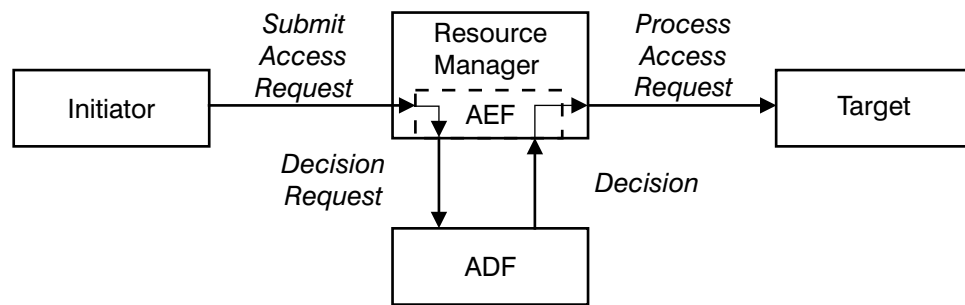 Submit
Access
Request
Resource
Manager
Process
Access
Request
Initiator
AEF
Target
Decision
Request
Decision
ADF